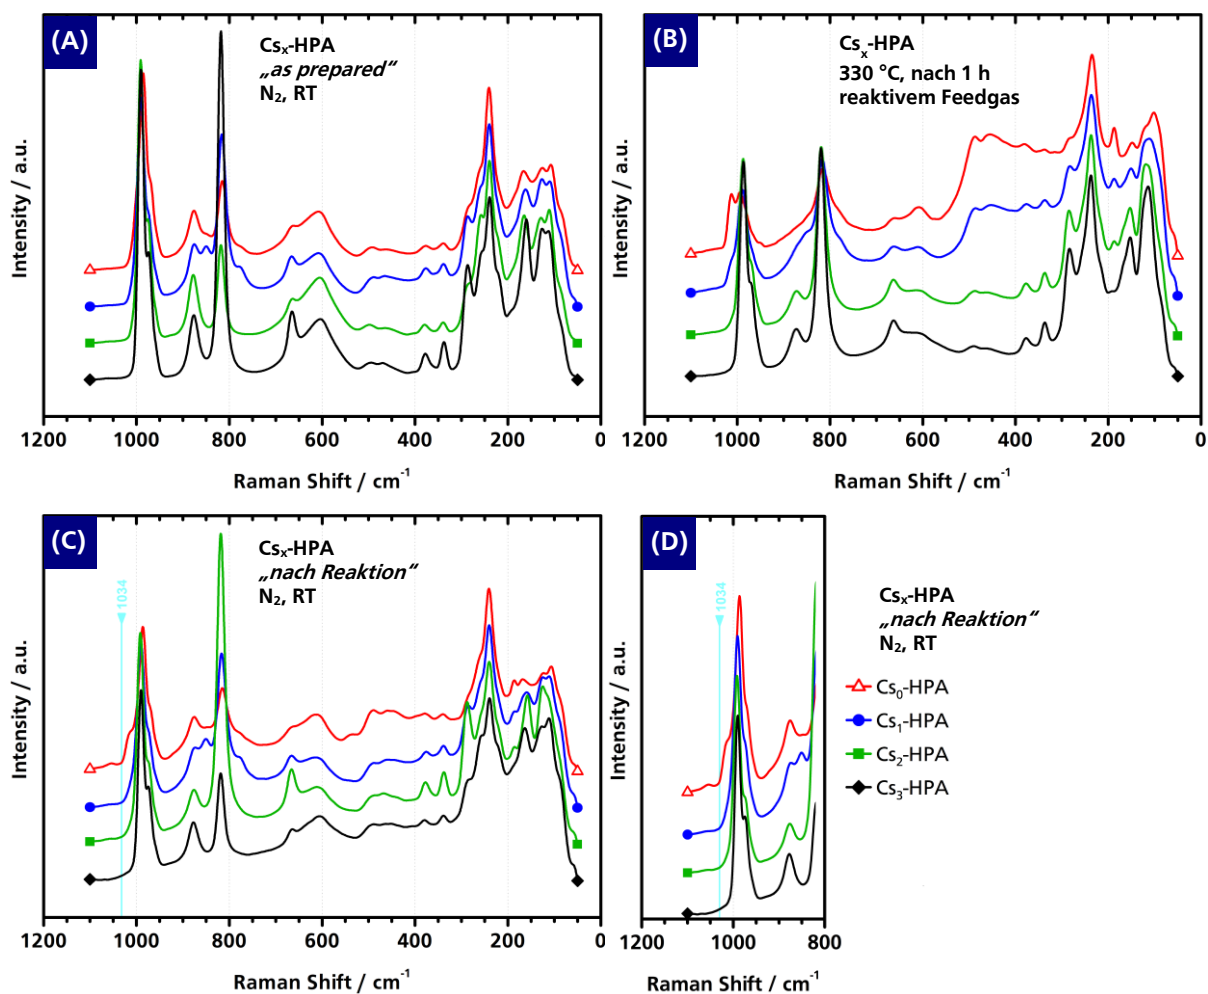 (A)
Csₓ-HPA
„as prepared“
N₂, RT
Intensity / a.u.
1200 1000 800 600 400 200 0
Raman Shift / cm⁻¹
(B)
Csₓ-HPA
330 °C, nach 1 h
reaktivem Feedgas
Intensity / a.u.
1200 1000 800 600 400 200 0
Raman Shift / cm⁻¹
(C)
Csₓ-HPA
„nach Reaktion“
N₂, RT
1034
Intensity / a.u.
1200 1000 800 600 400 200 0
Raman Shift / cm⁻¹
(D)
1034
Csₓ-HPA
„nach Reaktion“
N₂, RT
Cs₀-HPA
Cs₁-HPA
Cs₂-HPA
Cs₃-HPA
Intensity / a.u.
1200 1000 800
Raman Shift / cm⁻¹